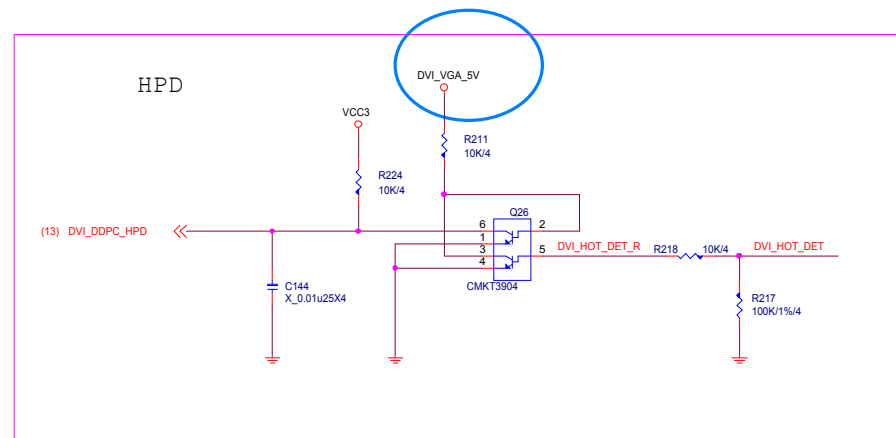 DVI_VGA_5V
HPD
VCC3
R211
10K/4
R224
10K/4
Q26
6
2
(13) DVI_DDPC_HPD
1
3
5
DVI_HOT_DET_R
R218
10K/4
DVI_HOT_DET
4
CMKT3904
C144
X_0.01u25X4
R217
100K/1%/4